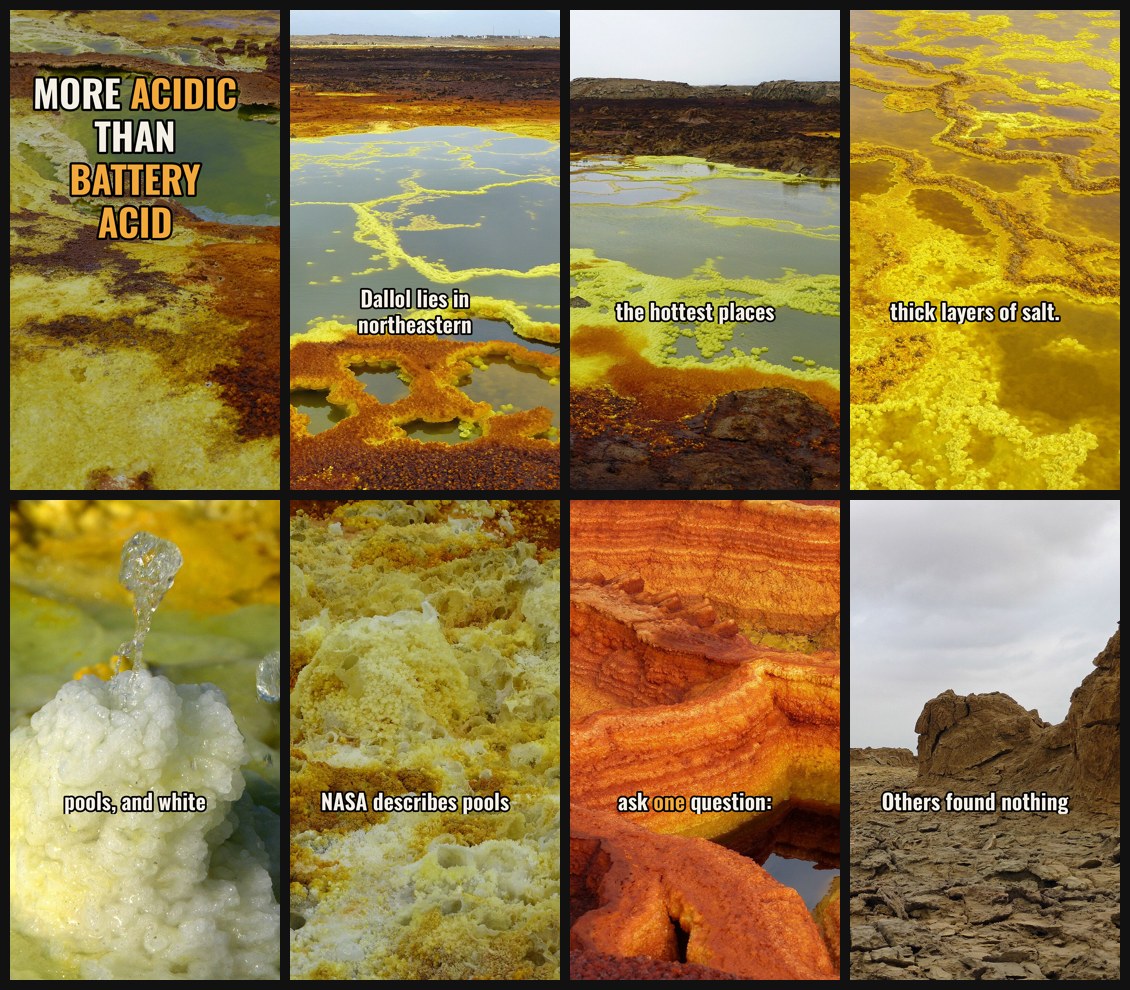 MORE ACIDIC
THAN
BATTERY
ACID
Dallol lies in
northeastern
the hottest places
thick layers of salt.
pools, and white
NASA describes pools
ask one question:
Others found nothing